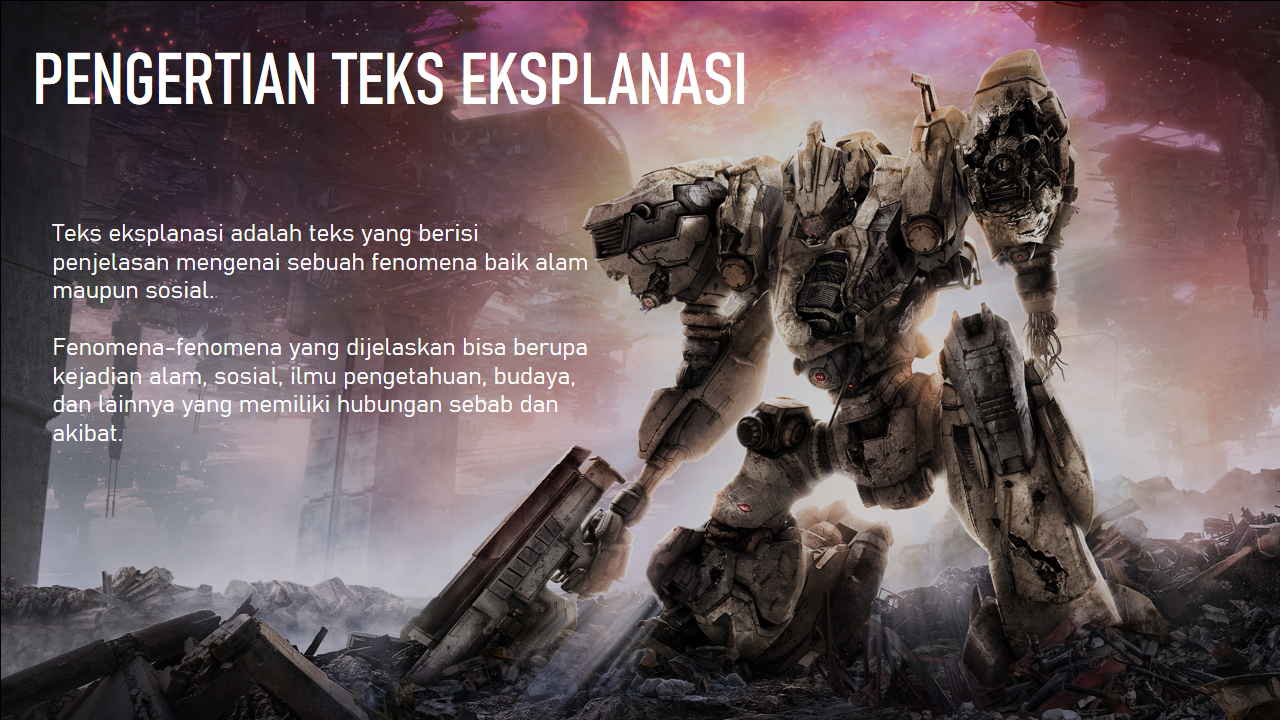 PENGERTIAN TEKS EKSPLANASI
Teks eksplanasi adalah teks yang berisi
penjelasan mengenai sebuah fenomena baik alam
maupun sosial.
Fenomena-fenomena yang dijelaskan bisa berupa
kejadian alam, sosial, ilmu pengetahuan, budaya,
dan lainnya yang memiliki hubungan sebab dan
akibat.